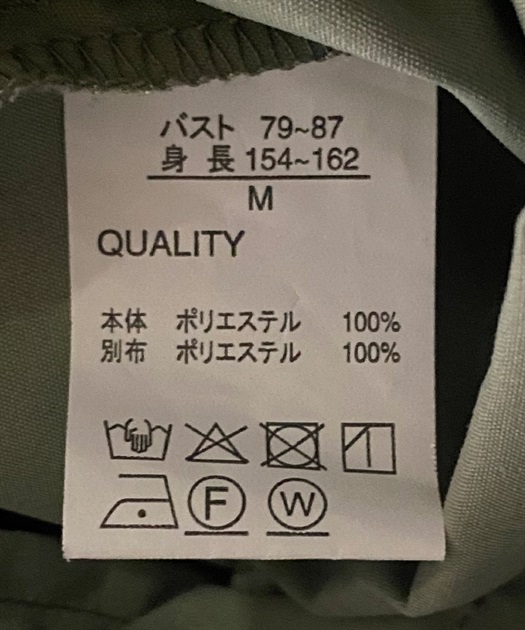 バスト 79~87
身 長 154~162
M
QUALITY
本体 ポリエステル 100%
別布 ポリエステル 100%
F W